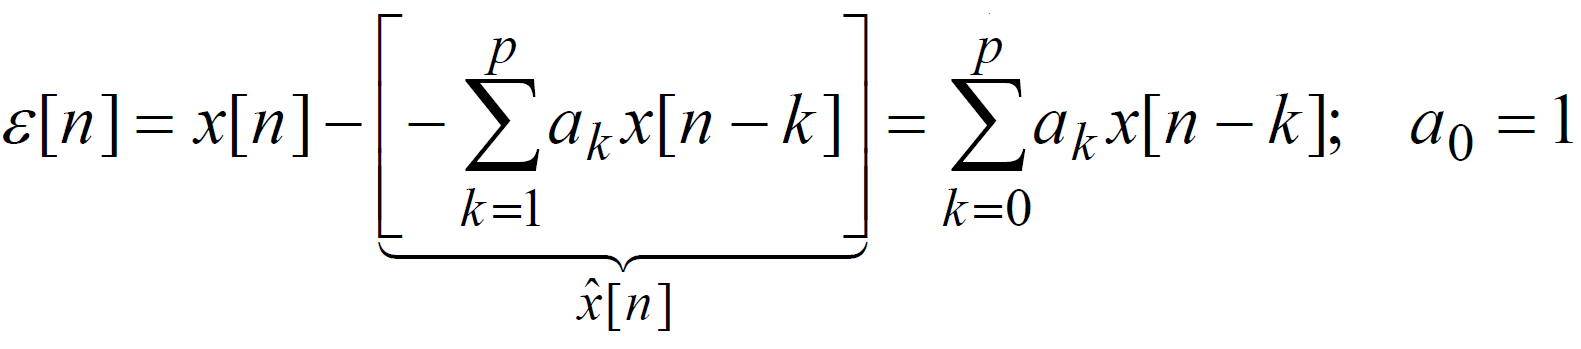 ε[n] = x[n] − [ − ∑_{k=1}^{p} a_k x[n − k] ] = ∑_{k=0}^{p} a_k x[n − k];   a_0 = 1
x̂[n]